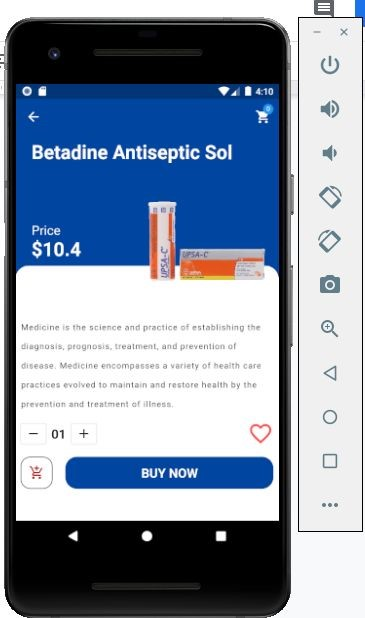 4:10
0
Betadine Antiseptic Sol
Price
$10.4
UPSA-C
UPSA-C
Medicine is the science and practice of establishing the
diagnosis, prognosis, treatment, and prevention of
disease. Medicine encompasses a variety of health care
practices evolved to maintain and restore health by the
prevention and treatment of illness.
01
BUY NOW